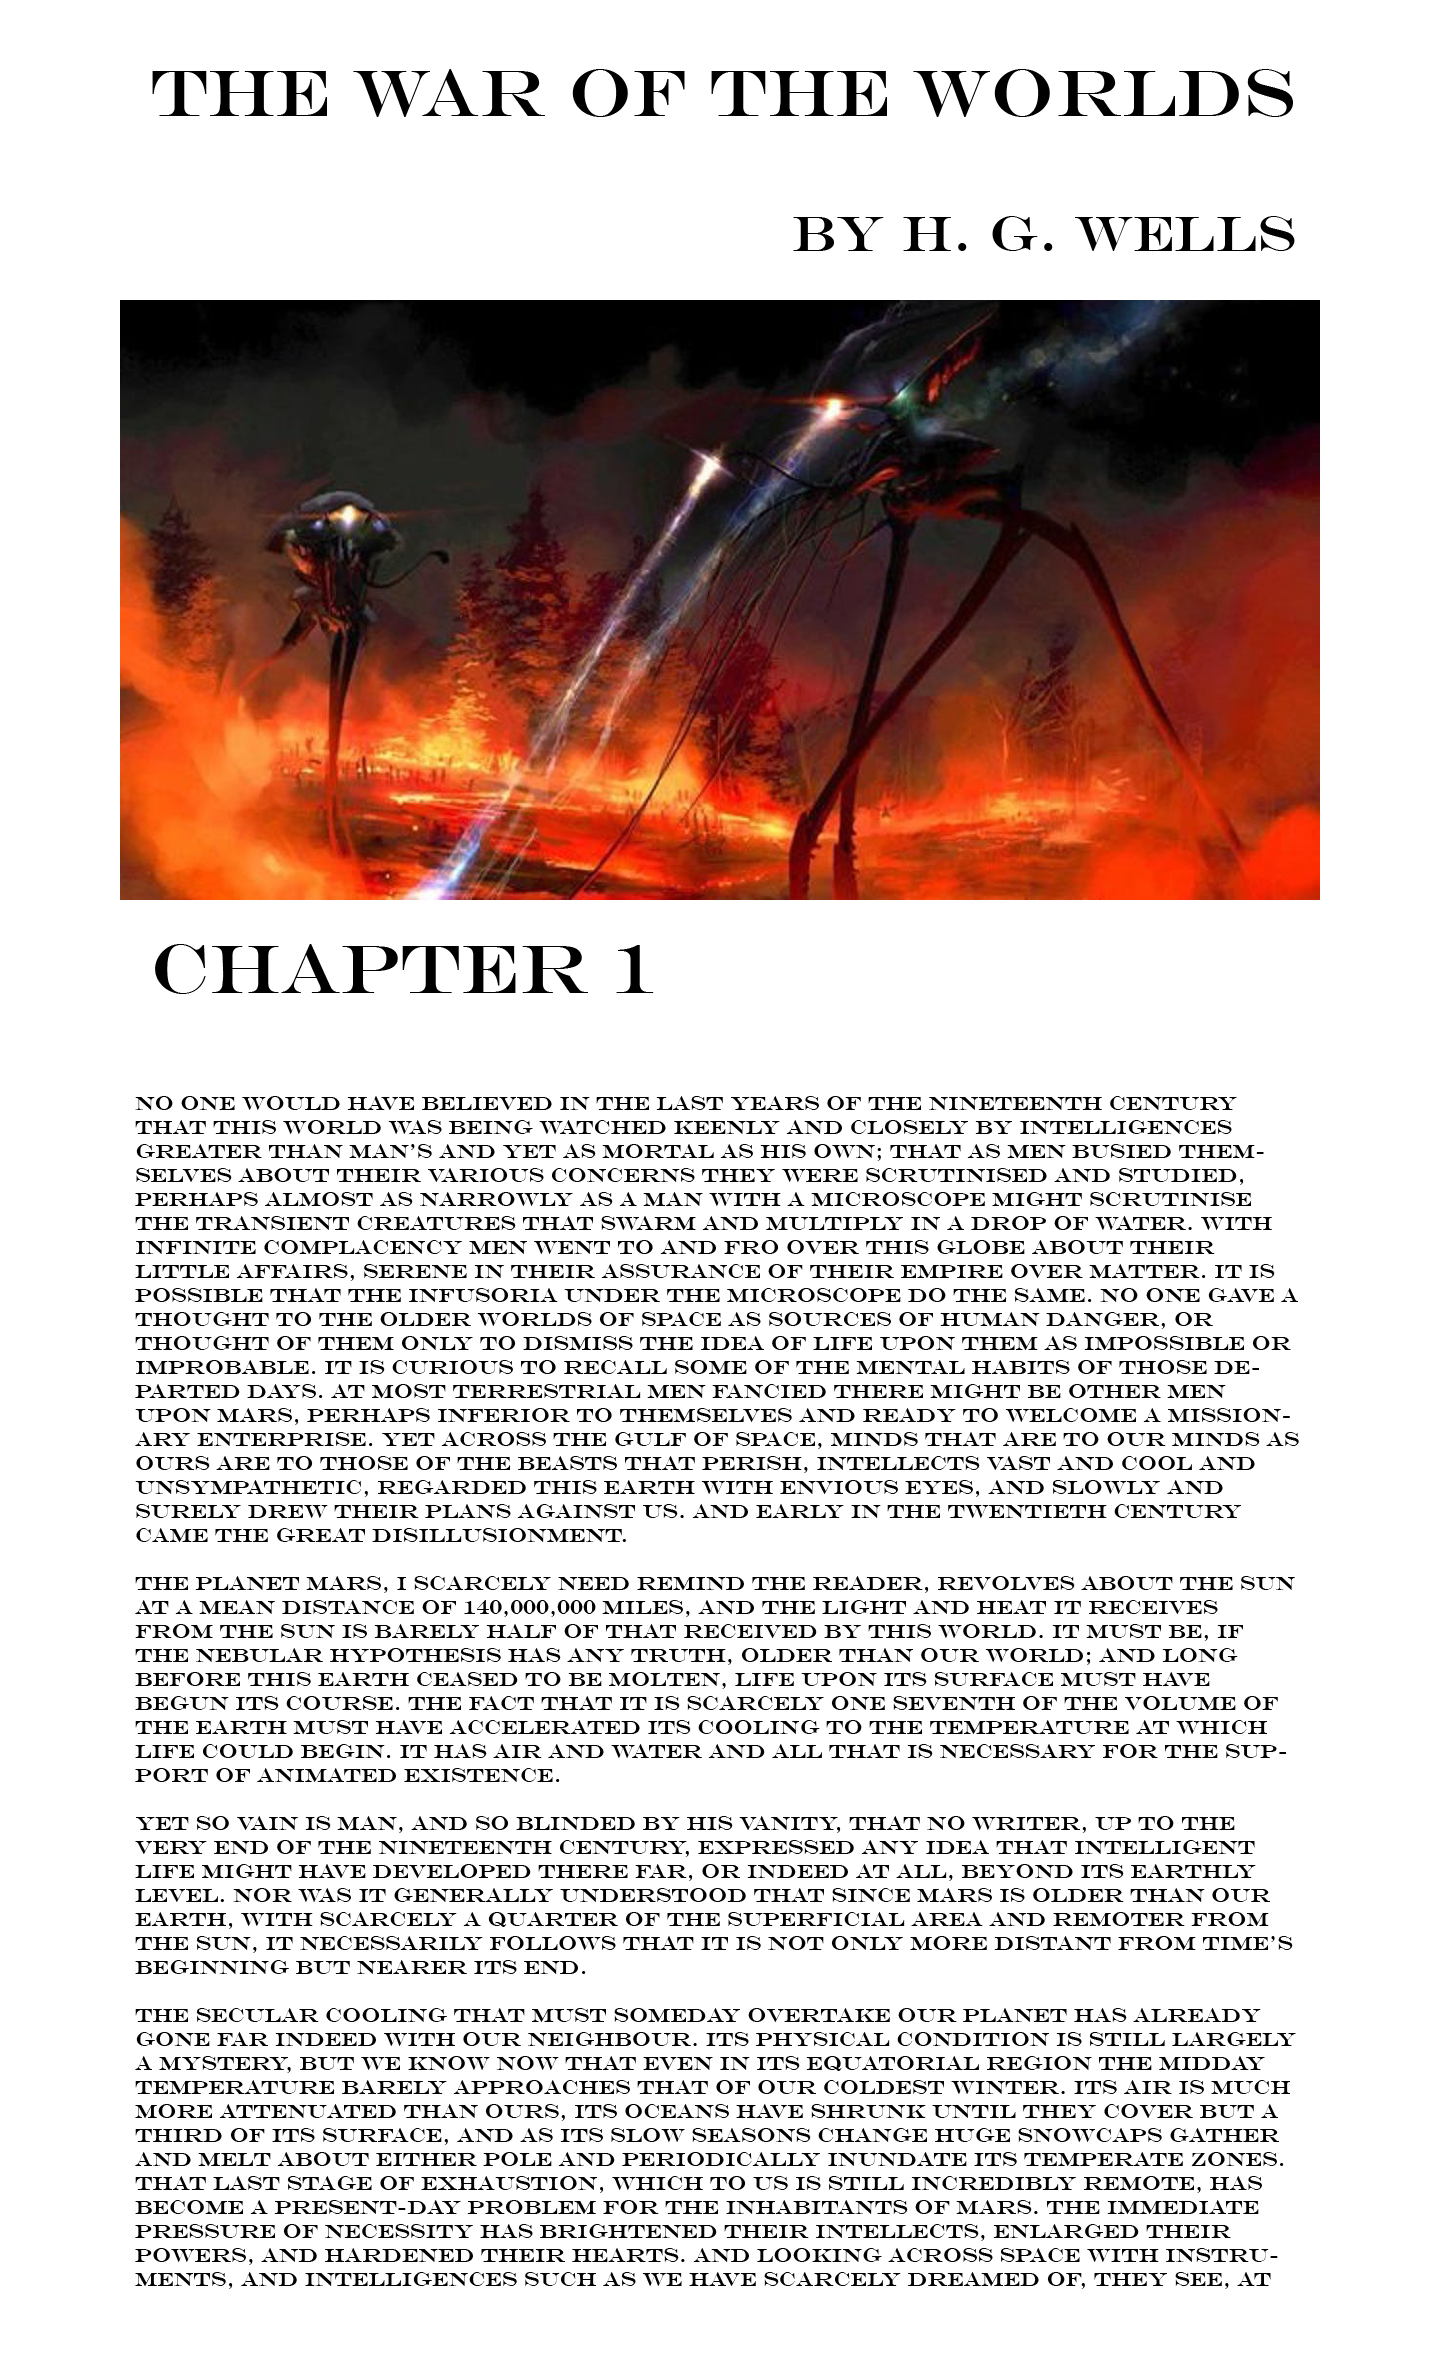 THE WAR OF THE WORLDS
BY H. G. WELLS
CHAPTER 1
NO ONE WOULD HAVE BELIEVED IN THE LAST YEARS OF THE NINETEENTH CENTURY
THAT THIS WORLD WAS BEING WATCHED KEENLY AND CLOSELY BY INTELLIGENCES
GREATER THAN MAN'S AND YET AS MORTAL AS HIS OWN; THAT AS MEN BUSIED THEM-
SELVES ABOUT THEIR VARIOUS CONCERNS THEY WERE SCRUTINISED AND STUDIED,
PERHAPS ALMOST AS NARROWLY AS A MAN WITH A MICROSCOPE MIGHT SCRUTINISE
THE TRANSIENT CREATURES THAT SWARM AND MULTIPLY IN A DROP OF WATER. WITH
INFINITE COMPLACENCY MEN WENT TO AND FRO OVER THIS GLOBE ABOUT THEIR
LITTLE AFFAIRS, SERENE IN THEIR ASSURANCE OF THEIR EMPIRE OVER MATTER. IT IS
POSSIBLE THAT THE INFUSORIA UNDER THE MICROSCOPE DO THE SAME. NO ONE GAVE A
THOUGHT TO THE OLDER WORLDS OF SPACE AS SOURCES OF HUMAN DANGER, OR
THOUGHT OF THEM ONLY TO DISMISS THE IDEA OF LIFE UPON THEM AS IMPOSSIBLE OR
IMPROBABLE. IT IS CURIOUS TO RECALL SOME OF THE MENTAL HABITS OF THOSE DE-
PARTED DAYS. AT MOST TERRESTRIAL MEN FANCIED THERE MIGHT BE OTHER MEN
UPON MARS, PERHAPS INFERIOR TO THEMSELVES AND READY TO WELCOME A MISSION-
ARY ENTERPRISE. YET ACROSS THE GULF OF SPACE, MINDS THAT ARE TO OUR MINDS AS
OURS ARE TO THOSE OF THE BEASTS THAT PERISH, INTELLECTS VAST AND COOL AND
UNSYMPATHETIC, REGARDED THIS EARTH WITH ENVIOUS EYES, AND SLOWLY AND
SURELY DREW THEIR PLANS AGAINST US. AND EARLY IN THE TWENTIETH CENTURY
CAME THE GREAT DISILLUSIONMENT.
THE PLANET MARS, I SCARCELY NEED REMIND THE READER, REVOLVES ABOUT THE SUN
AT A MEAN DISTANCE OF 140,000,000 MILES, AND THE LIGHT AND HEAT IT RECEIVES
FROM THE SUN IS BARELY HALF OF THAT RECEIVED BY THIS WORLD. IT MUST BE, IF
THE NEBULAR HYPOTHESIS HAS ANY TRUTH, OLDER THAN OUR WORLD; AND LONG
BEFORE THIS EARTH CEASED TO BE MOLTEN, LIFE UPON ITS SURFACE MUST HAVE
BEGUN ITS COURSE. THE FACT THAT IT IS SCARCELY ONE SEVENTH OF THE VOLUME OF
THE EARTH MUST HAVE ACCELERATED ITS COOLING TO THE TEMPERATURE AT WHICH
LIFE COULD BEGIN. IT HAS AIR AND WATER AND ALL THAT IS NECESSARY FOR THE SUP-
PORT OF ANIMATED EXISTENCE.
YET SO VAIN IS MAN, AND SO BLINDED BY HIS VANITY, THAT NO WRITER, UP TO THE
VERY END OF THE NINETEENTH CENTURY, EXPRESSED ANY IDEA THAT INTELLIGENT
LIFE MIGHT HAVE DEVELOPED THERE FAR, OR INDEED AT ALL, BEYOND ITS EARTHLY
LEVEL. NOR WAS IT GENERALLY UNDERSTOOD THAT SINCE MARS IS OLDER THAN OUR
EARTH, WITH SCARCELY A QUARTER OF THE SUPERFICIAL AREA AND REMOTER FROM
THE SUN, IT NECESSARILY FOLLOWS THAT IT IS NOT ONLY MORE DISTANT FROM TIME'S
BEGINNING BUT NEARER ITS END.
THE SECULAR COOLING THAT MUST SOMEDAY OVERTAKE OUR PLANET HAS ALREADY
GONE FAR INDEED WITH OUR NEIGHBOUR. ITS PHYSICAL CONDITION IS STILL LARGELY
A MYSTERY, BUT WE KNOW NOW THAT EVEN IN ITS EQUATORIAL REGION THE MIDDAY
TEMPERATURE BARELY APPROACHES THAT OF OUR COLDEST WINTER. ITS AIR IS MUCH
MORE ATTENUATED THAN OURS, ITS OCEANS HAVE SHRUNK UNTIL THEY COVER BUT A
THIRD OF ITS SURFACE, AND AS ITS SLOW SEASONS CHANGE HUGE SNOWCAPS GATHER
AND MELT ABOUT EITHER POLE AND PERIODICALLY INUNDATE ITS TEMPERATE ZONES.
THAT LAST STAGE OF EXHAUSTION, WHICH TO US IS STILL INCREDIBLY REMOTE, HAS
BECOME A PRESENT-DAY PROBLEM FOR THE INHABITANTS OF MARS. THE IMMEDIATE
PRESSURE OF NECESSITY HAS BRIGHTENED THEIR INTELLECTS, ENLARGED THEIR
POWERS, AND HARDENED THEIR HEARTS. AND LOOKING ACROSS SPACE WITH INSTRU-
MENTS, AND INTELLIGENCES SUCH AS WE HAVE SCARCELY DREAMED OF, THEY SEE, AT